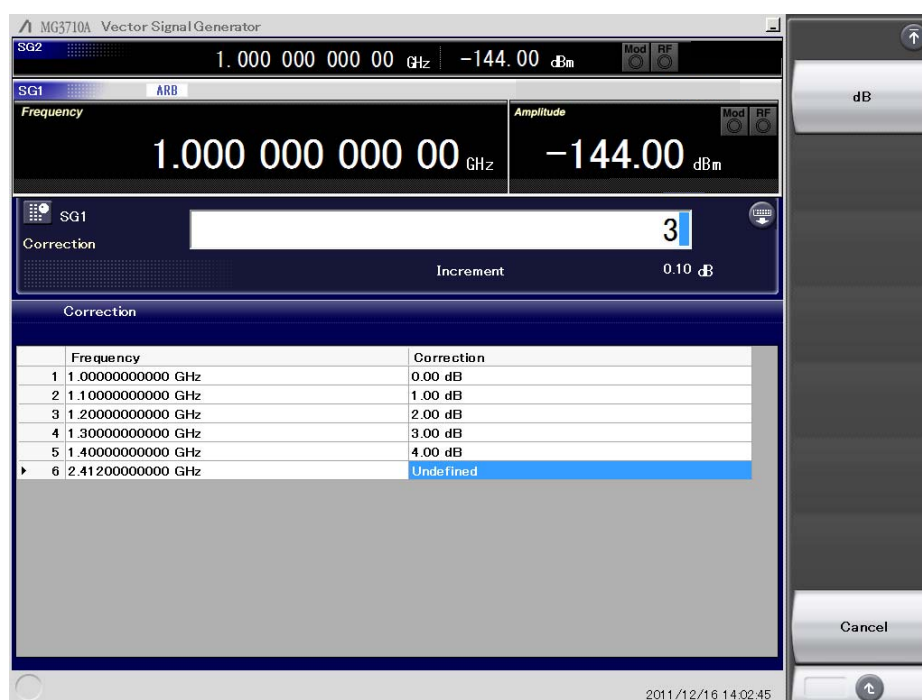 MG3710A Vector Signal Generator
SG2
1. 000 000 000 00 GHz -144. 00 dBm Mod RF
SG1 ARB
Frequency Amplitude Mod RF
1.000 000 000 00 GHz -144.00 dBm
SG1
Correction 3
Increment 0.10 dB
Correction
Frequency Correction
1 1.00000000000 GHz 0.00 dB
2 1.10000000000 GHz 1.00 dB
3 1.20000000000 GHz 2.00 dB
4 1.30000000000 GHz 3.00 dB
5 1.40000000000 GHz 4.00 dB
6 2.41200000000 GHz Undefined
2011/12/16 14:02:45
dB
Cancel